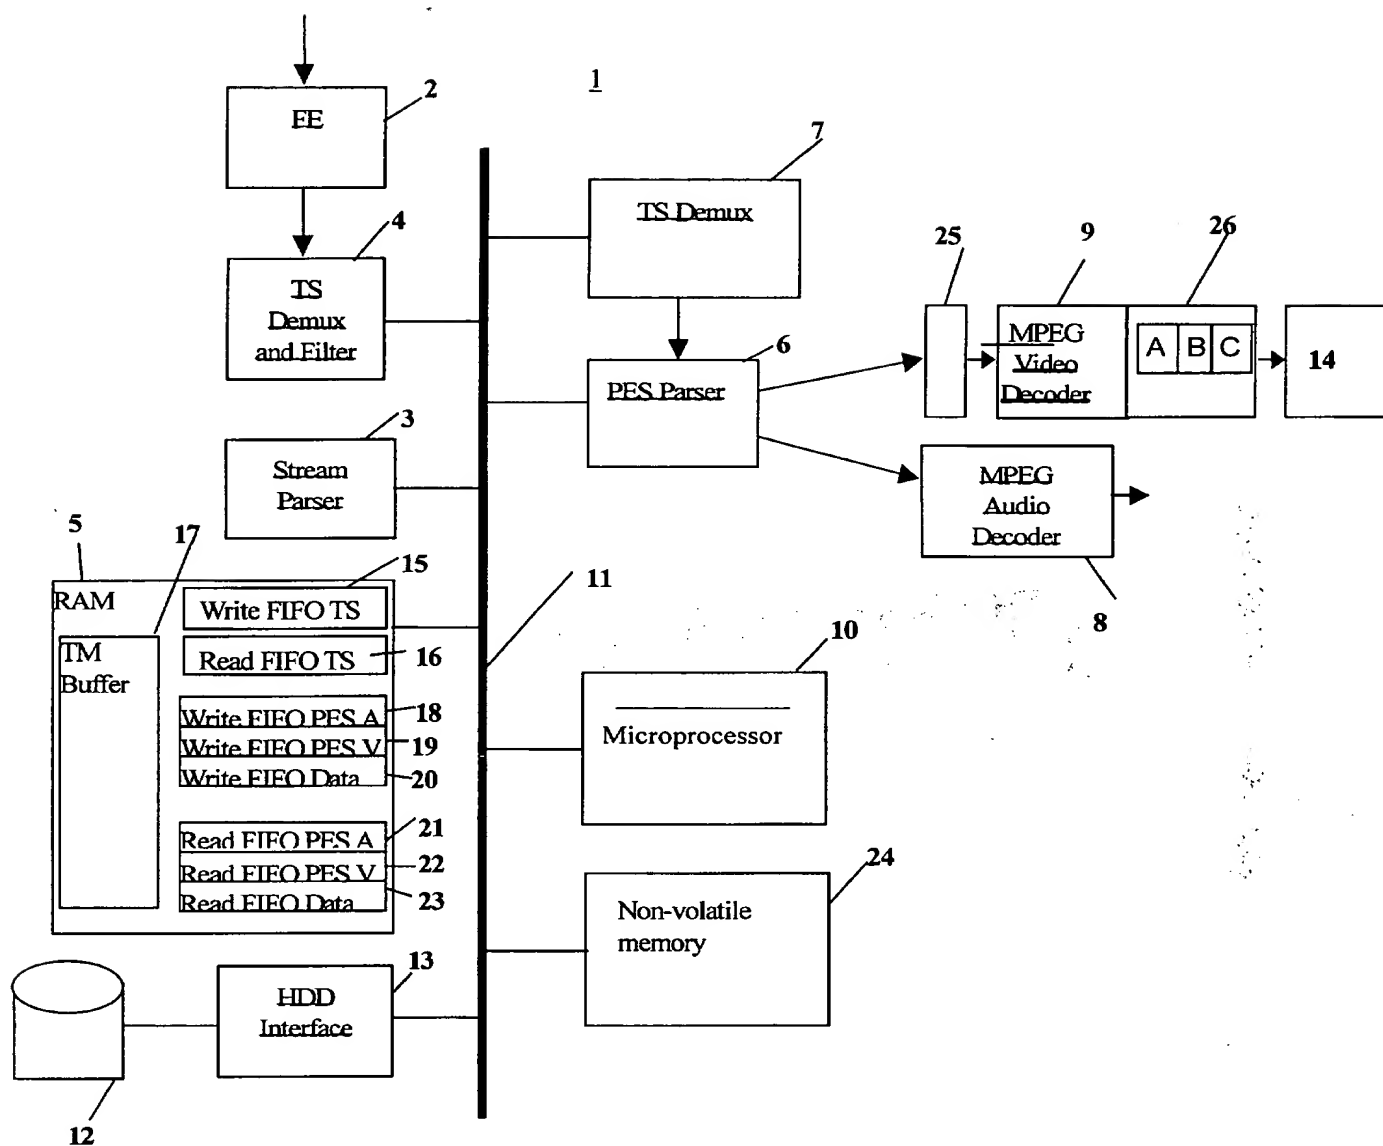 1
2
FE
7
TS Demux
4
TS
Demux
and Filter
25
9
26
MPEG
Video
Decoder
A B C
14
6
PES Parser
3
Stream
Parser
MPEG
Audio
Decoder
8
5
17
RAM
15
Write FIFO TS
11
TM
Buffer
Read FIFO TS
16
10
Microprocessor
Write FIFO PES A
18
Write FIFO PES V
19
Write FIFO Data
20
Read FIFO PES A
21
Read FIFO PES V
22
Read FIFO Data
23
24
Non-volatile
memory
13
HDD
Interface
12